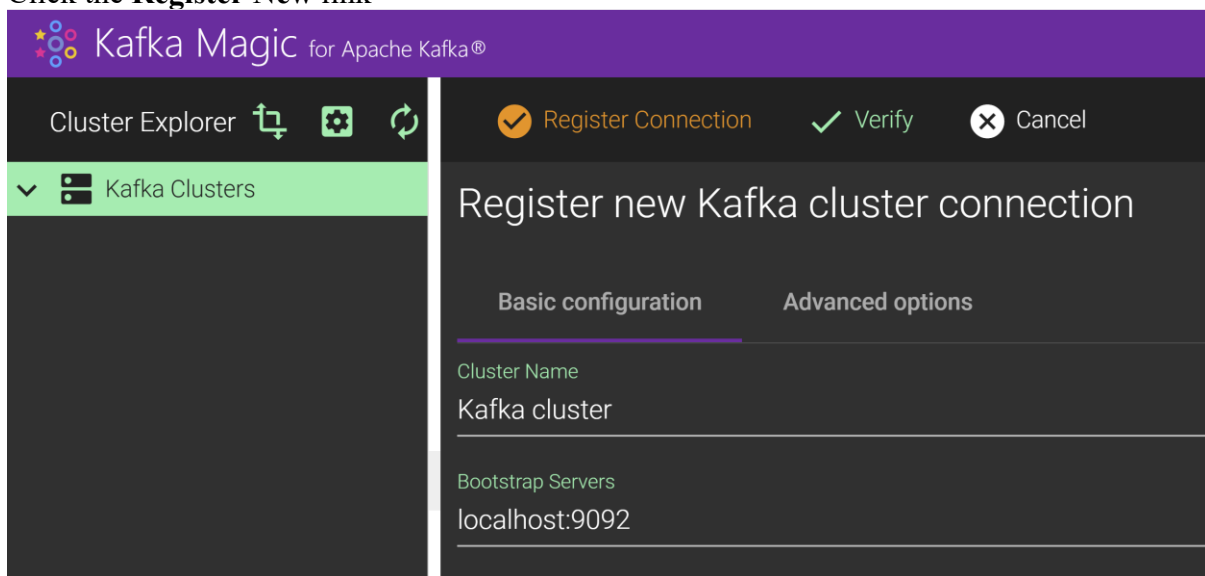 Click the Register New link
Kafka Magic for Apache Kafka®
Cluster Explorer
Register Connection
Verify
Cancel
Kafka Clusters
Register new Kafka cluster connection
Basic configuration
Advanced options
Cluster Name
Kafka cluster
Bootstrap Servers
localhost:9092